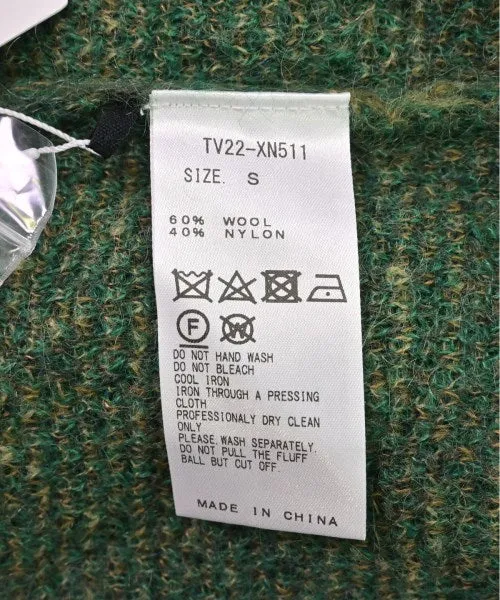 TV22-XN511
SIZE. S
60% WOOL
40% NYLON
F W
DO NOT HAND WASH
DO NOT BLEACH
COOL IRON
IRON THROUGH A PRESSING
CLOTH
PROFESSIONALY DRY CLEAN
ONLY
PLEASE.WASH SEPARATELY.
DO NOT PULL THE FLUFF
BALL BUT CUT OFF.
MADE IN CHINA